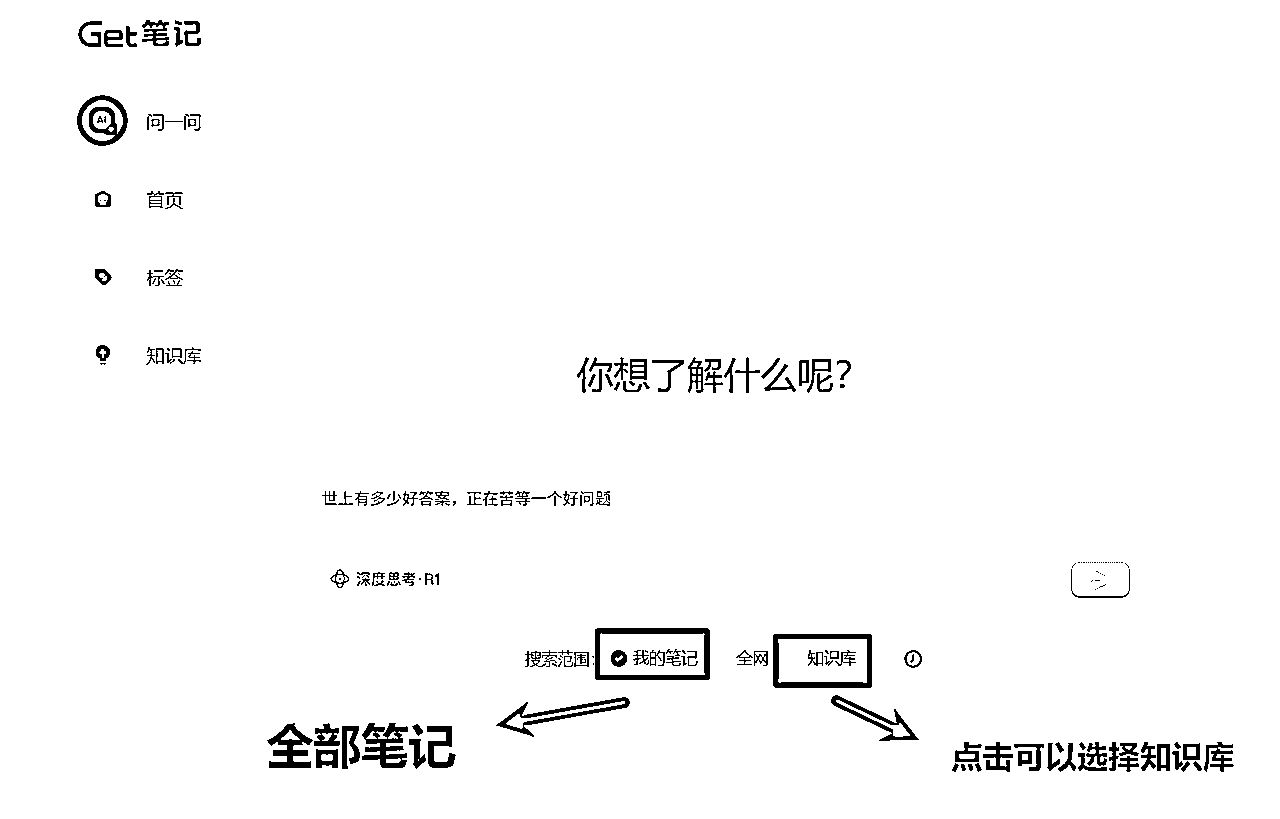 Get笔记
AI
问一问
首页
标签
知识库
你想了解什么呢？
世上有多少好答案，正在苦等一个好问题
深度思考·R1
搜索范围: 我的笔记 全网 知识库
全部笔记
点击可以选择知识库